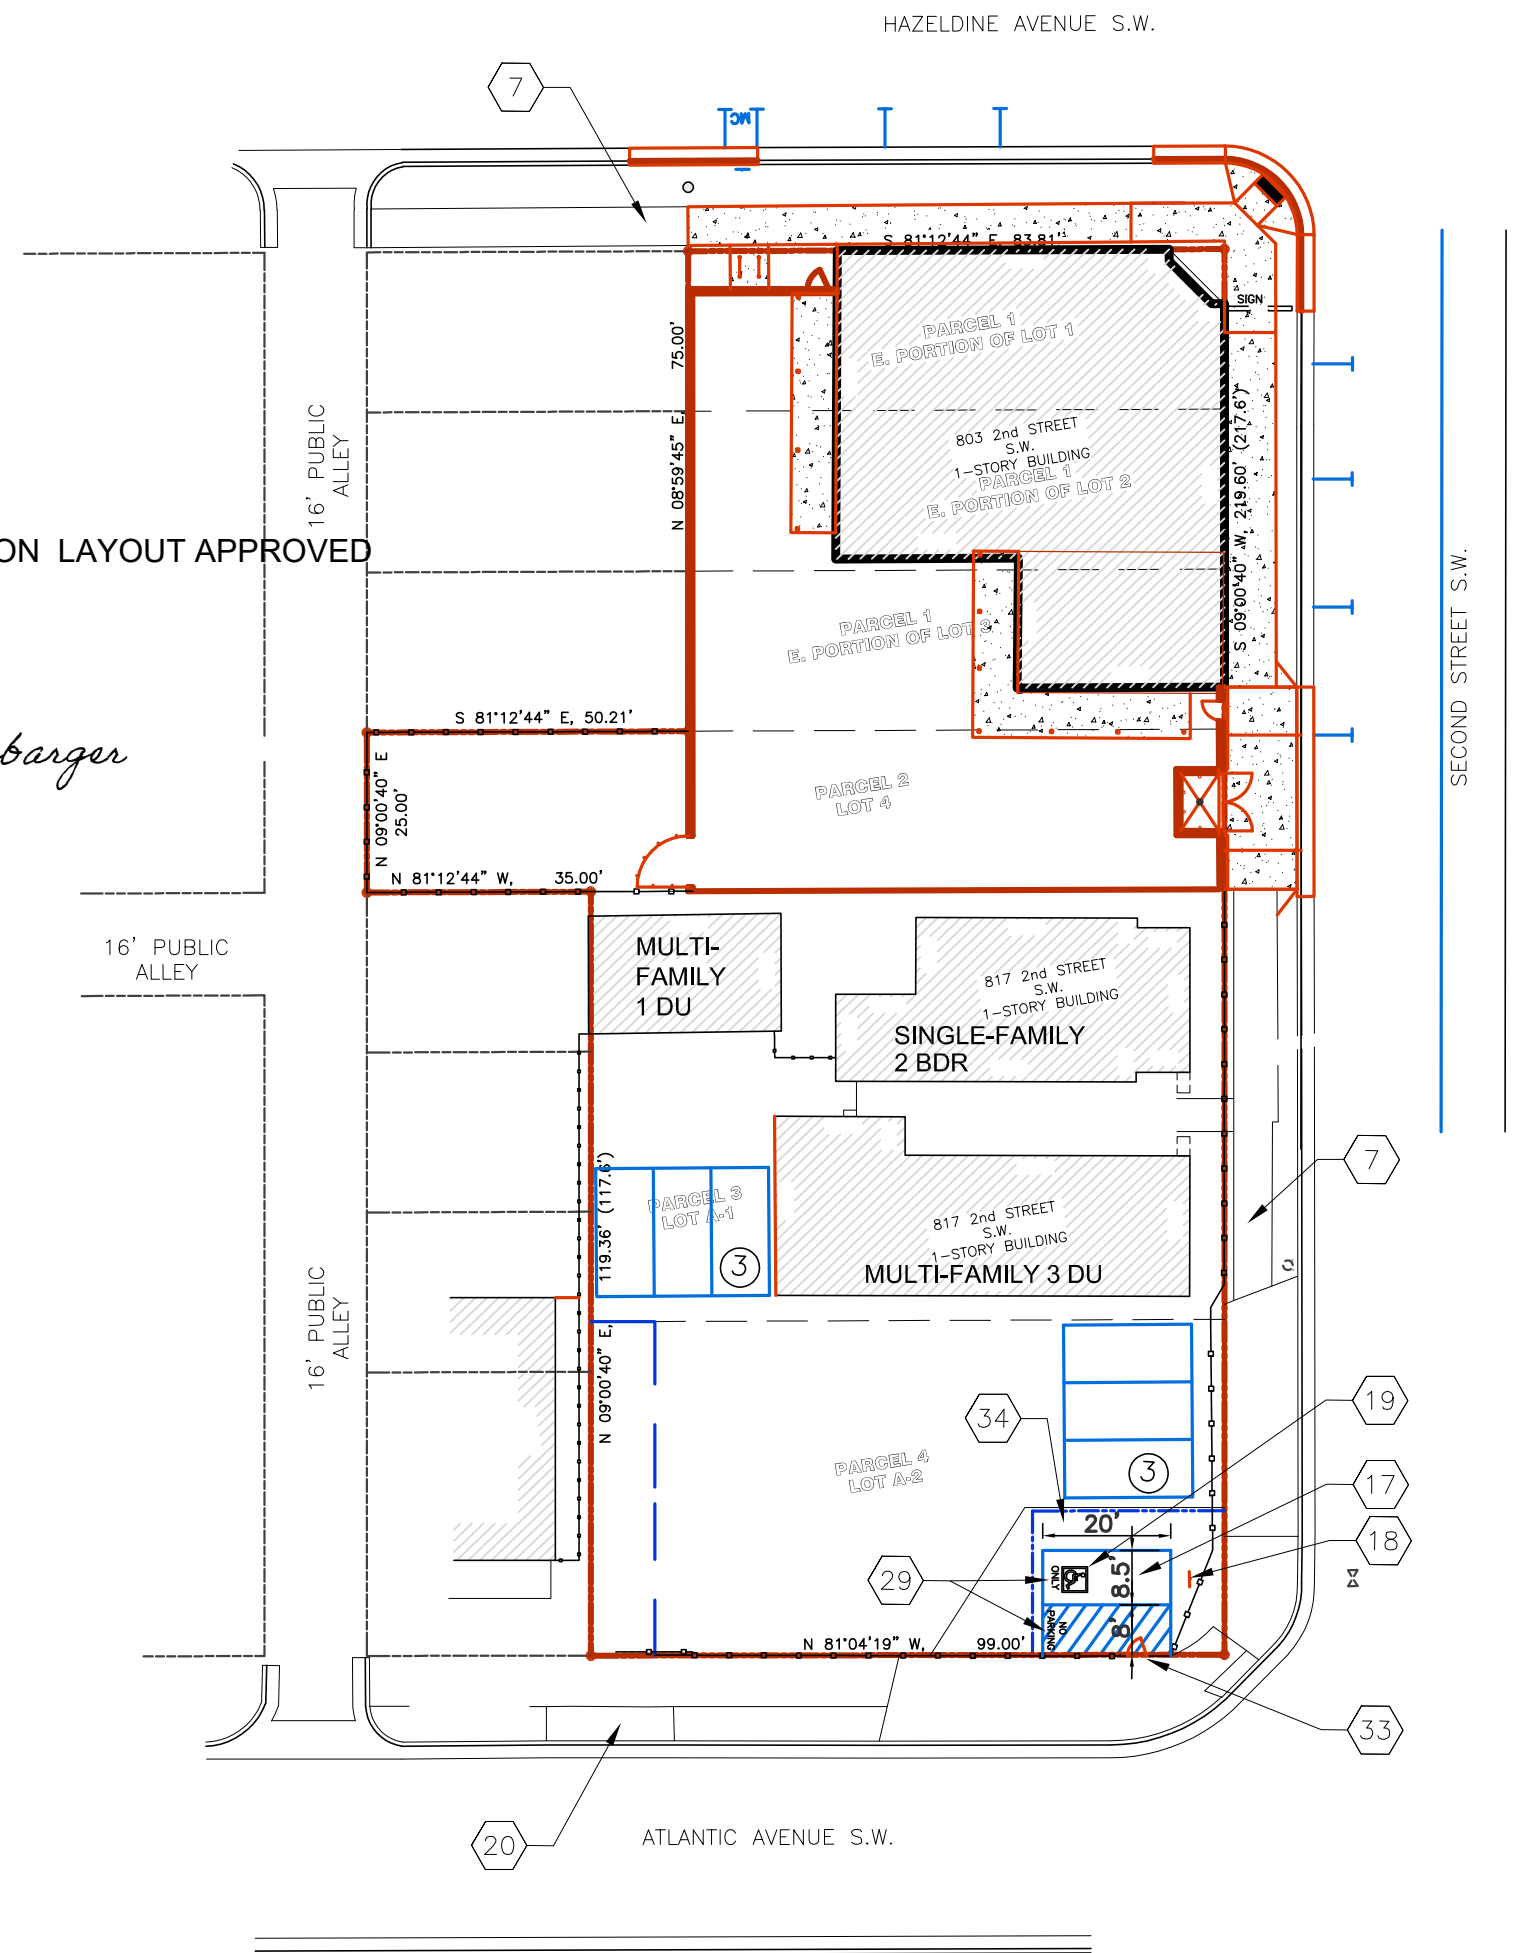 HAZELDINE AVENUE S.W.
7
MC
S 81°12'44" E, 83.81'
SIGN
PARCEL 1
E. PORTION OF LOT 1
75.00'
N 08°59'45" E,
16' PUBLIC
ALLEY
803 2nd STREET
S.W.
1-STORY BUILDING
PARCEL 1
E. PORTION OF LOT 2
S 09°00'40" W, 219.60' (217.6')
ON LAYOUT APPROVED
SECOND STREET S.W.
PARCEL 1
E. PORTION OF LOT 3
S 81°12'44" E, 50.21'
barger
N 09°00'40" E
25.00'
PARCEL 2
LOT 4
N 81°12'44" W, 35.00'
16' PUBLIC
ALLEY
MULTI-
FAMILY
1 DU
817 2nd STREET
S.W.
1-STORY BUILDING
SINGLE-FAMILY
2 BDR
7
119.36' (117.6')
N 09°00'40" E,
PARCEL 3
LOT A-1
3
817 2nd STREET
S.W.
1-STORY BUILDING
MULTI-FAMILY 3 DU
16' PUBLIC
ALLEY
34
19
PARCEL 4
LOT A-2
3
17
20'
18
29
ONLY
8.5'
NO
PARKING
8'
N 81°04'19" W, 99.00'
33
20
ATLANTIC AVENUE S.W.